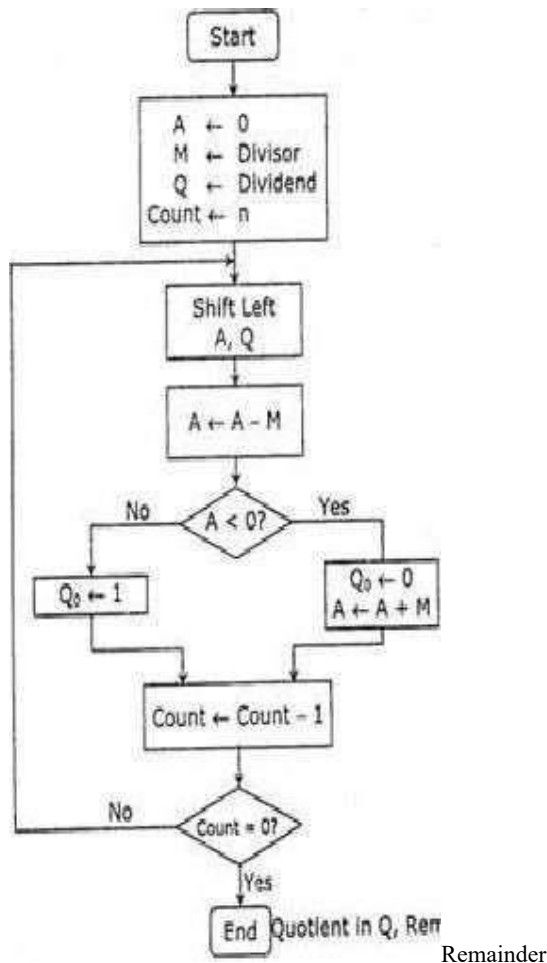 Start
A ← 0
M ← Divisor
Q ← Dividend
Count ← n
Shift Left
A, Q
A ← A - M
No
A < 0?
Yes
Q₀ ← 1
Q₀ ← 0
A ← A + M
Count ← Count - 1
No
Count = 0?
Yes
End
Quotient in Q, Rem
Remainder